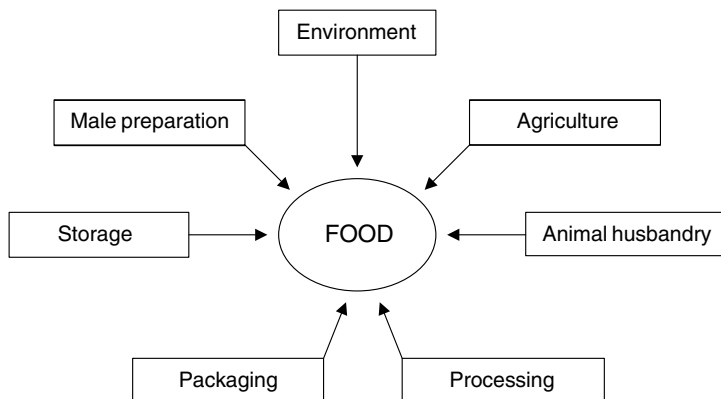 Environment
Male preparation
Agriculture
Storage
FOOD
Animal husbandry
Packaging
Processing